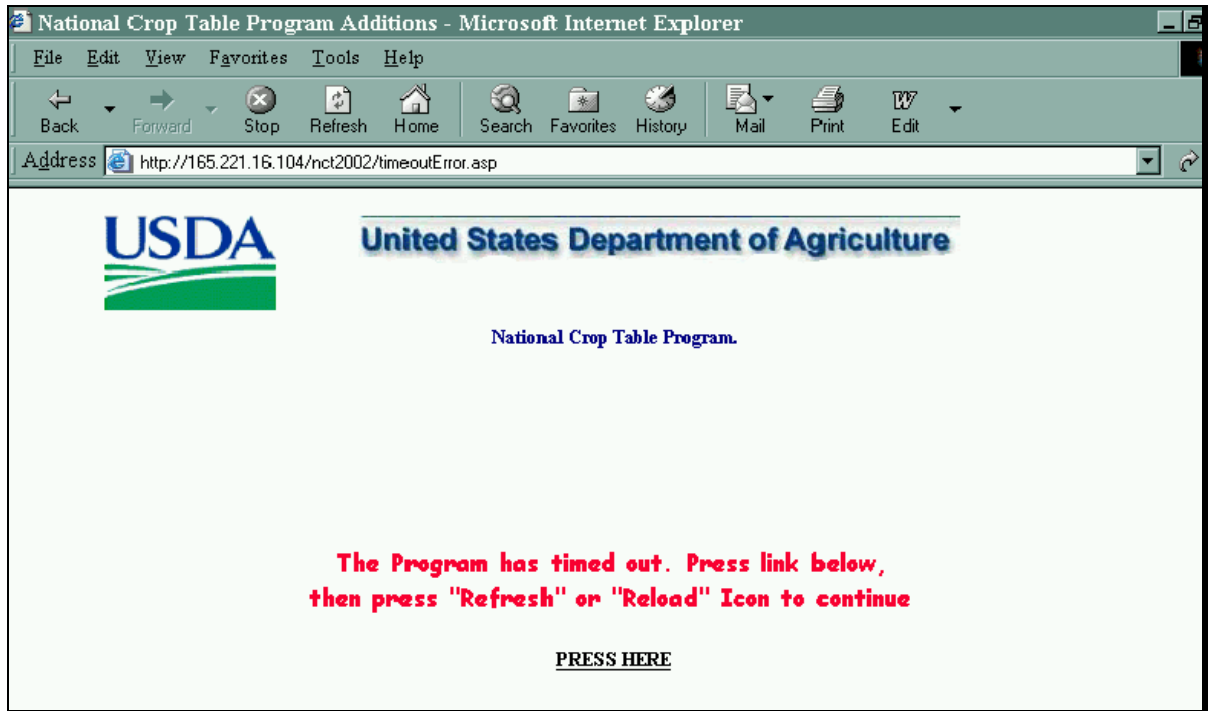 National Crop Table Program Additions - Microsoft Internet Explorer
File Edit View Favorites Tools Help
Back Forward Stop Refresh Home Search Favorites History Mail Print Edit
Address http://165.221.16.104/nct2002/timeoutError.asp
USDA United States Department of Agriculture
National Crop Table Program.
The Program has timed out. Press link below,
then press "Refresh" or "Reload" Icon to continue
PRESS HERE